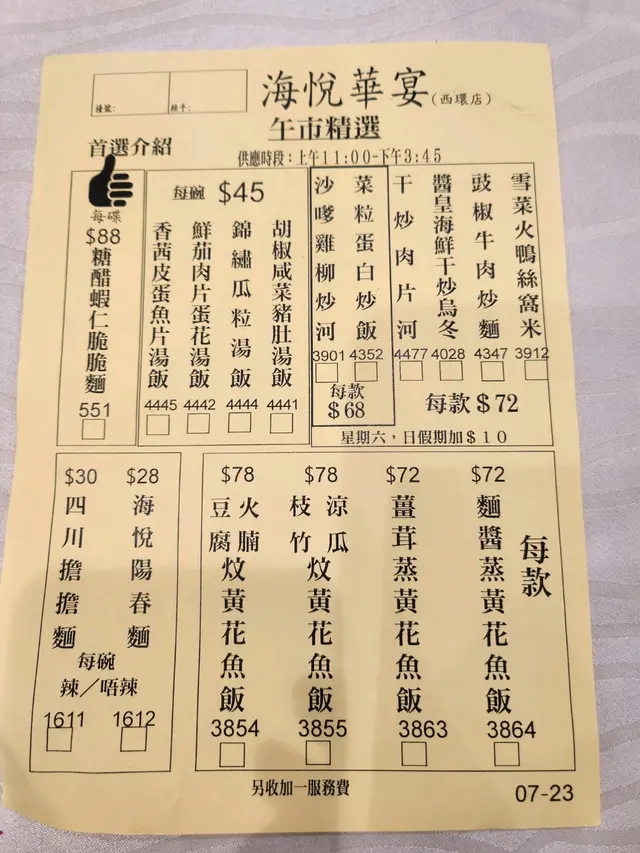 檯號：
經手：
海悅華宴(西環店)
午市精選
首選介紹
供應時段：上午11:00-下午3:45
每碟
$88
糖醋蝦仁脆脆麵
551
每碗 $45
香茜皮蛋魚片湯飯
4445
鮮茄肉片蛋花湯飯
4442
錦繡瓜粒湯飯
4444
胡椒咸菜豬肚湯飯
4441
沙嗲雞柳炒河
3901
菜粒蛋白炒飯
4352
每款
$68
干炒肉片河
4477
醬皇海鮮干炒烏冬
4028
豉椒牛肉炒麵
4347
雪菜火鴨絲窩米
3912
每款$72
星期六，日假期加$10
$30
四川擔擔麵
1611
$28
海悅陽春麵
1612
每碗
辣／唔辣
$78
火腩
豆腐
炆黃花魚飯
3854
$78
涼瓜
枝竹
炆黃花魚飯
3855
$72
薑茸蒸黃花魚飯
3863
$72
麵醬蒸黃花魚飯
3864
每款
另收加一服務費
07-23